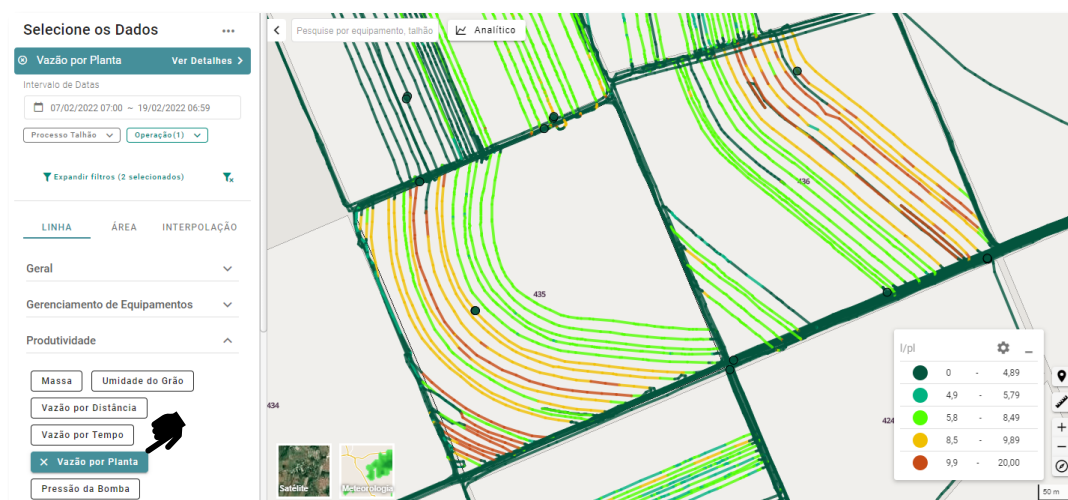 Selecione os Dados
Vazão por Planta Ver Detalhes
Intervalo de Datas
07/02/2022 07:00 ~ 19/02/2022 06:59
Processo Talhão
Operação(1)
Expandir filtros (2 selecionados)
LINHA ÁREA INTERPOLAÇÃO
Geral
Gerenciamento de Equipamentos
Produtividade
Massa
Umidade do Grão
Vazão por Distância
Vazão por Tempo
Vazão por Planta
Pressão da Bomba
Pesquise por equipamento, talhão
Analítico
436
435
434
424
Satélite
Meteorologia
l/pl
0 - 4,89
4,9 - 5,79
5,8 - 8,49
8,5 - 9,89
9,9 - 20,00
50 m